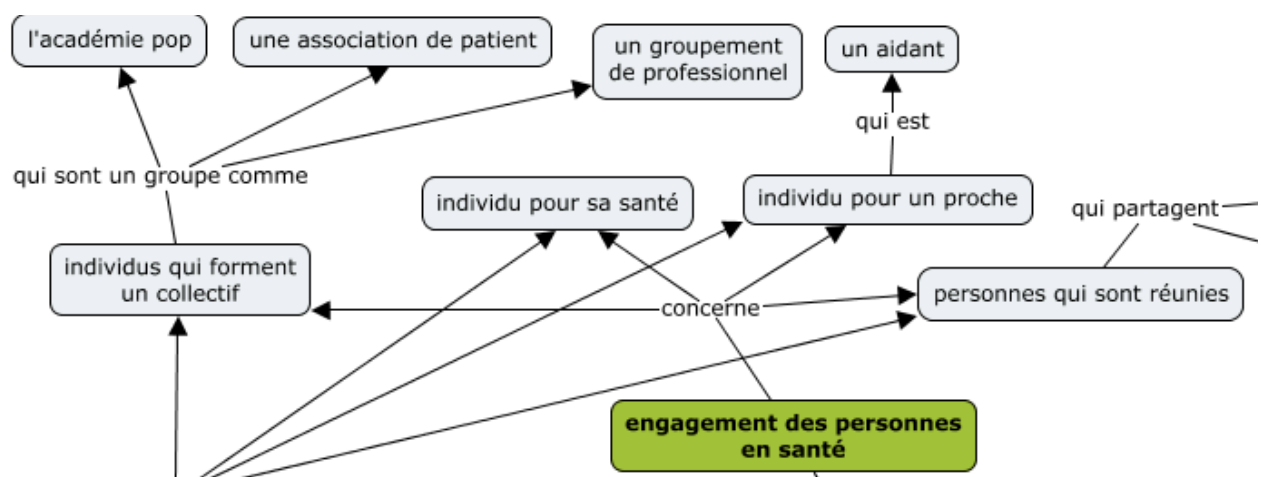 l'académie pop
une association de patient
un groupement
de professionnel
un aidant
qui est
qui sont un groupe comme
individu pour sa santé
individu pour un proche
qui partagent
individus qui forment
un collectif
concerne
personnes qui sont réunies
engagement des personnes
en santé